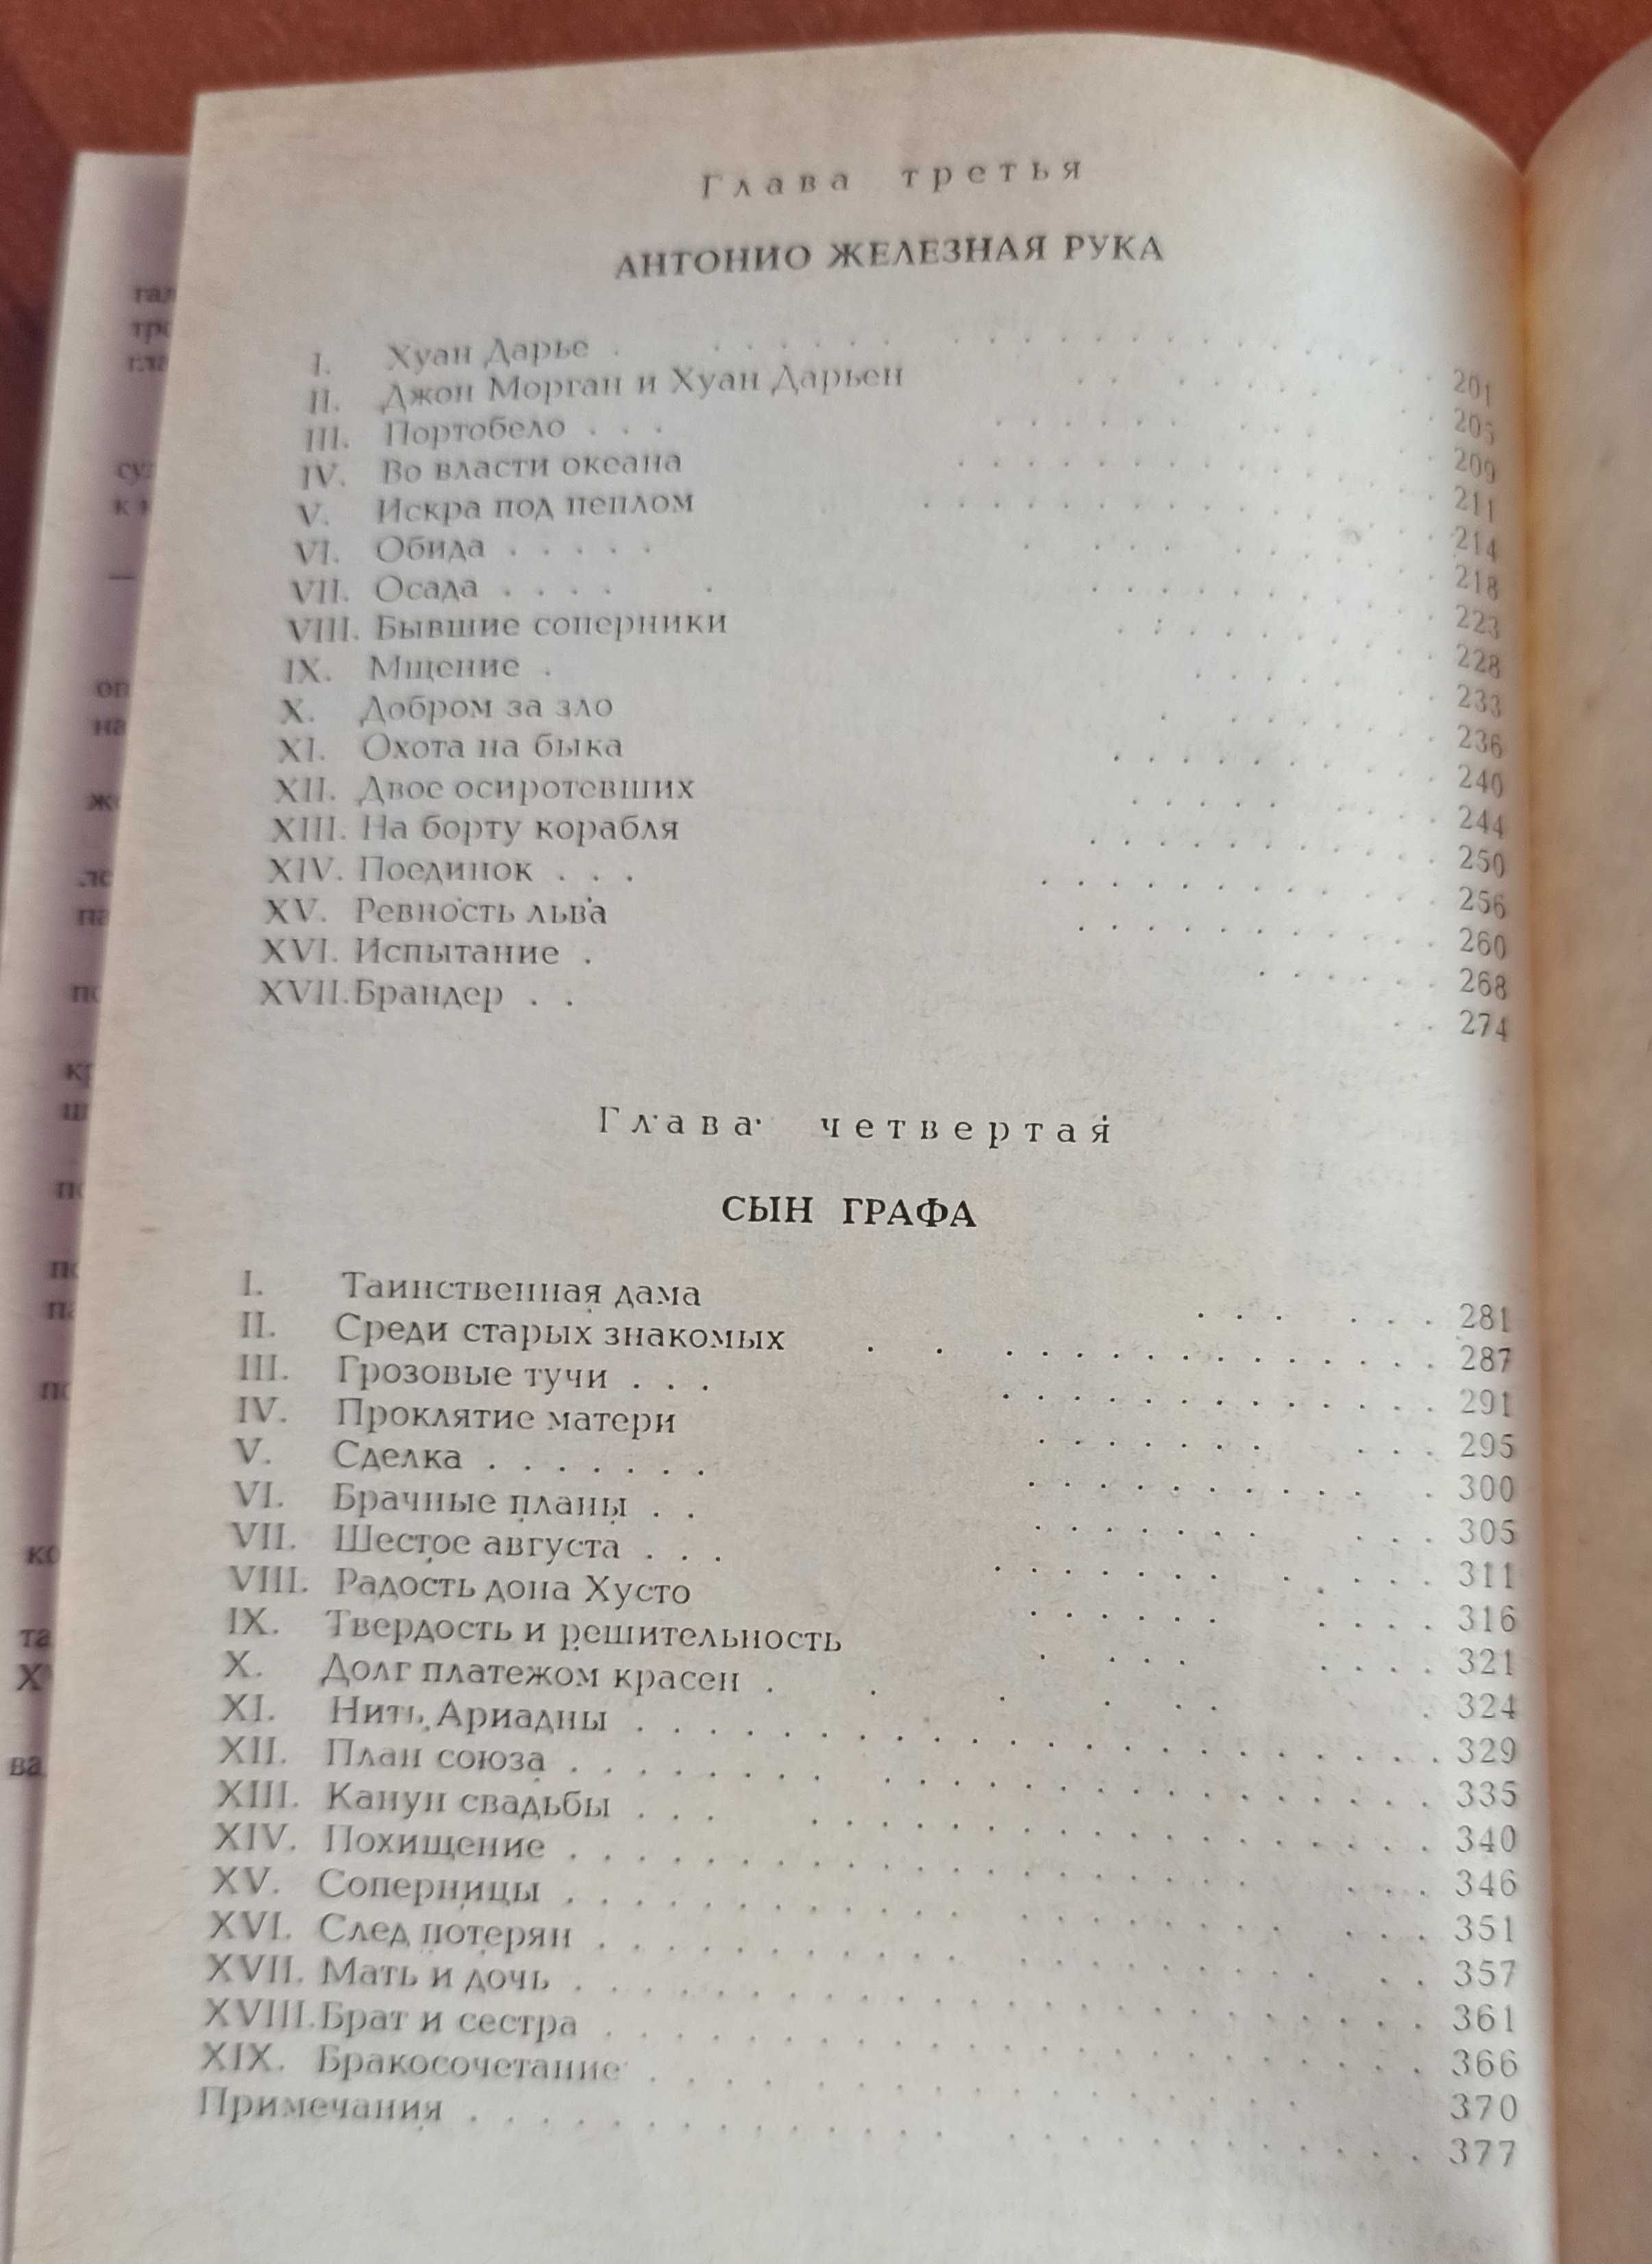 Глава третья
АНТОНИО ЖЕЛЕЗНАЯ РУКА
I. Хуан Дарье . . . . . . . 201
II. Джон Морган и Хуан Дарьен . . . . . 205
III. Портобело . . . . . . . 209
IV. Во власти океана . . . . . 211
V. Искра под пеплом . . . . . 214
VI. Обида . . . . . . . 218
VII. Осада . . . . . . . 223
VIII. Бывшие соперники . . . . . 228
IX. Мщение . . . . . . 233
X. Добром за зло . . . . . 236
XI. Охота на быка . . . . . 240
XII. Двое осиротевших . . . . . 244
XIII. На борту корабля . . . . . 250
XIV. Поединок . . . . . . . 256
XV. Ревность льва . . . . . 260
XVI. Испытание . . . . . . 268
XVII. Брандер . . . . 274
Глава четвертая
СЫН ГРАФА
I. Таинственная дама . . . . . . 281
II. Среди старых знакомых . . . . . . 287
III. Грозовые тучи . . . . . . 291
IV. Проклятие матери . . . . . . 295
V. Сделка . . . . . . . 300
VI. Брачные планы . . . . . . 305
VII. Шестое августа . . . . . . 311
VIII. Радость дона Хусто . . . . . . 316
IX. Твердость и решительность . . . . . . 321
X. Долг платежом красен . . . . . . 324
XI. Нить Ариадны . . . . . . 329
XII. План союза . . . . . . 335
XIII. Канун свадьбы . . . . . . 340
XIV. Похищение . . . . . . 346
XV. Соперницы . . . . . . 351
XVI. След потерян . . . . . . 357
XVII. Мать и дочь . . . . . . 361
XVIII. Брат и сестра . . . . . . 366
XIX. Бракосочетание . . . . . . 370
Примечания . . . . . . 377